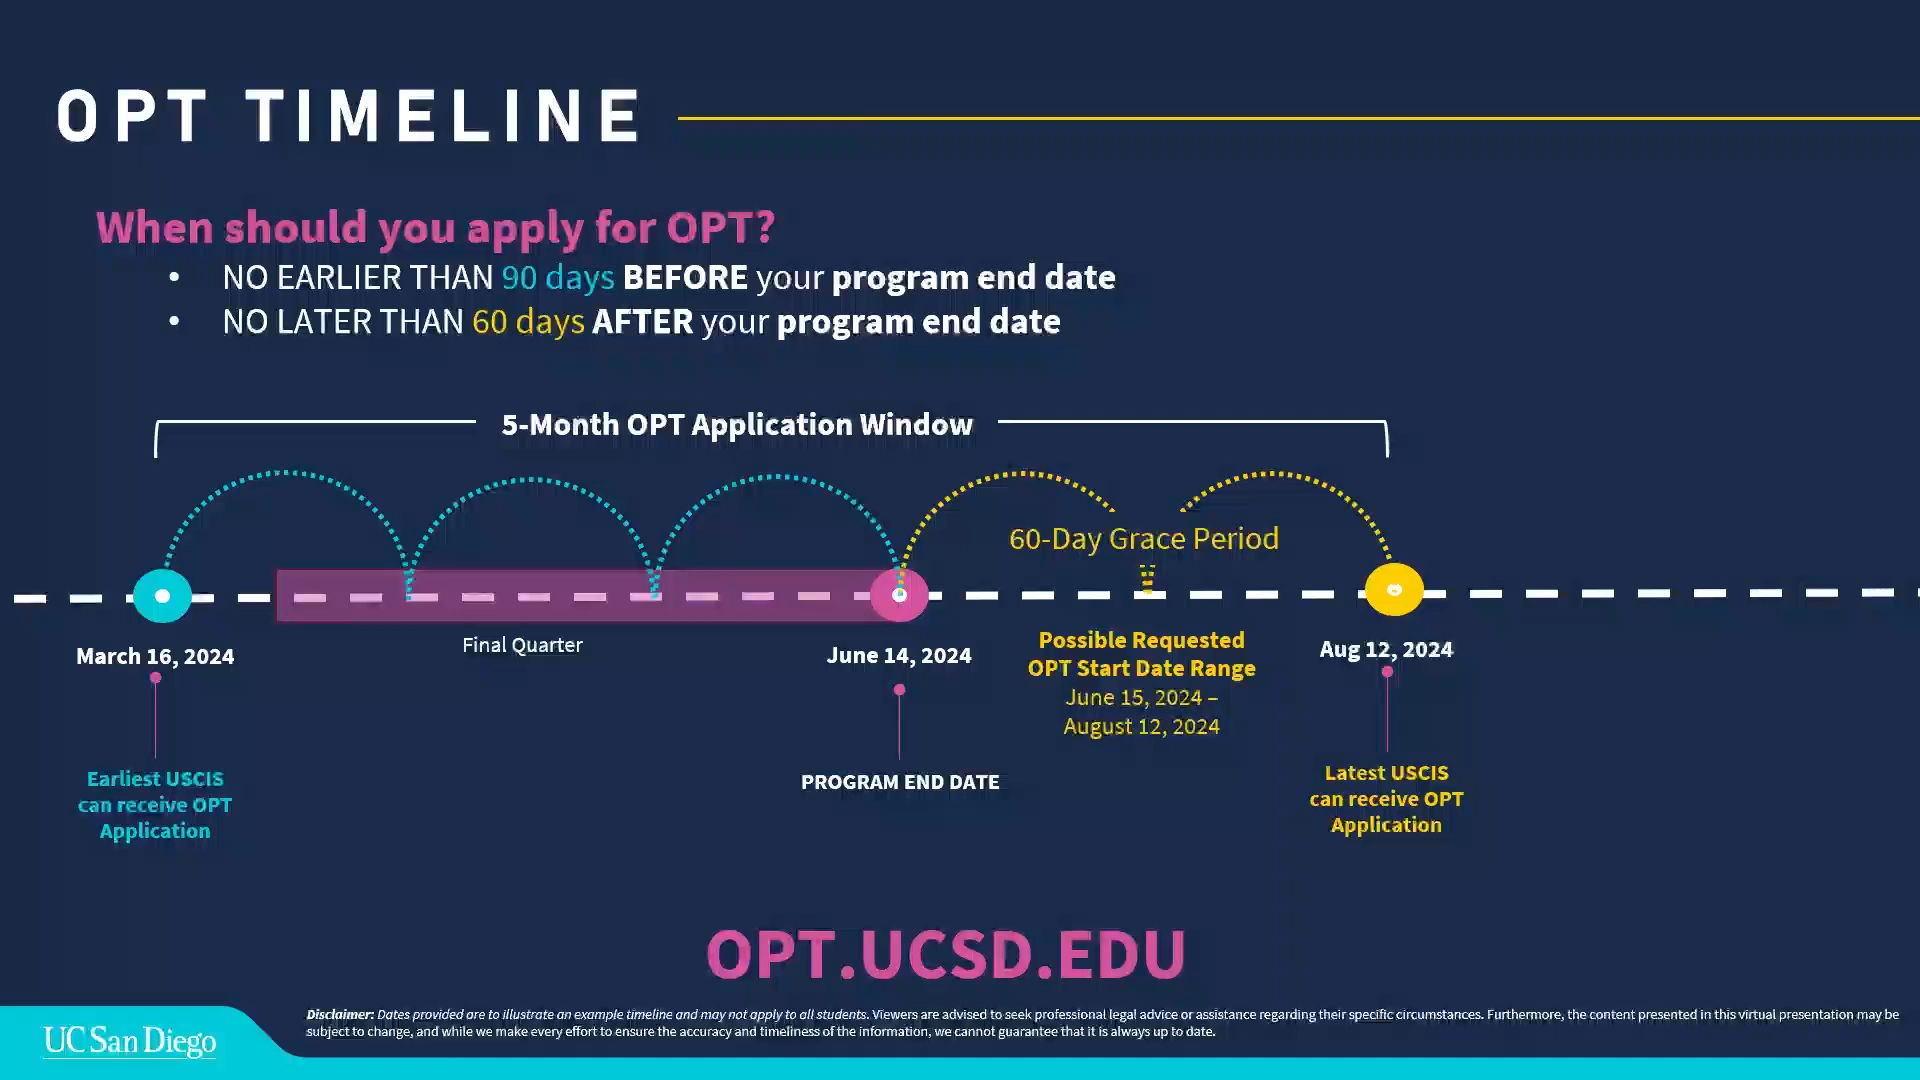 OPT TIMELINE
When should you apply for OPT?
• NO EARLIER THAN 90 days BEFORE your program end date
• NO LATER THAN 60 days AFTER your program end date
5-Month OPT Application Window
60-Day Grace Period
March 16, 2024
Final Quarter
June 14, 2024
Possible Requested
OPT Start Date Range
June 15, 2024 –
August 12, 2024
Aug 12, 2024
Earliest USCIS
can receive OPT
Application
PROGRAM END DATE
Latest USCIS
can receive OPT
Application
OPT.UCSD.EDU
Disclaimer: Dates provided are to illustrate an example timeline and may not apply to all students. Viewers are advised to seek professional legal advice or assistance regarding their specific circumstances. Furthermore, the content presented in this virtual presentation may be
subject to change, and while we make every effort to ensure the accuracy and timeliness of the information, we cannot guarantee that it is always up to date.
UC San Diego